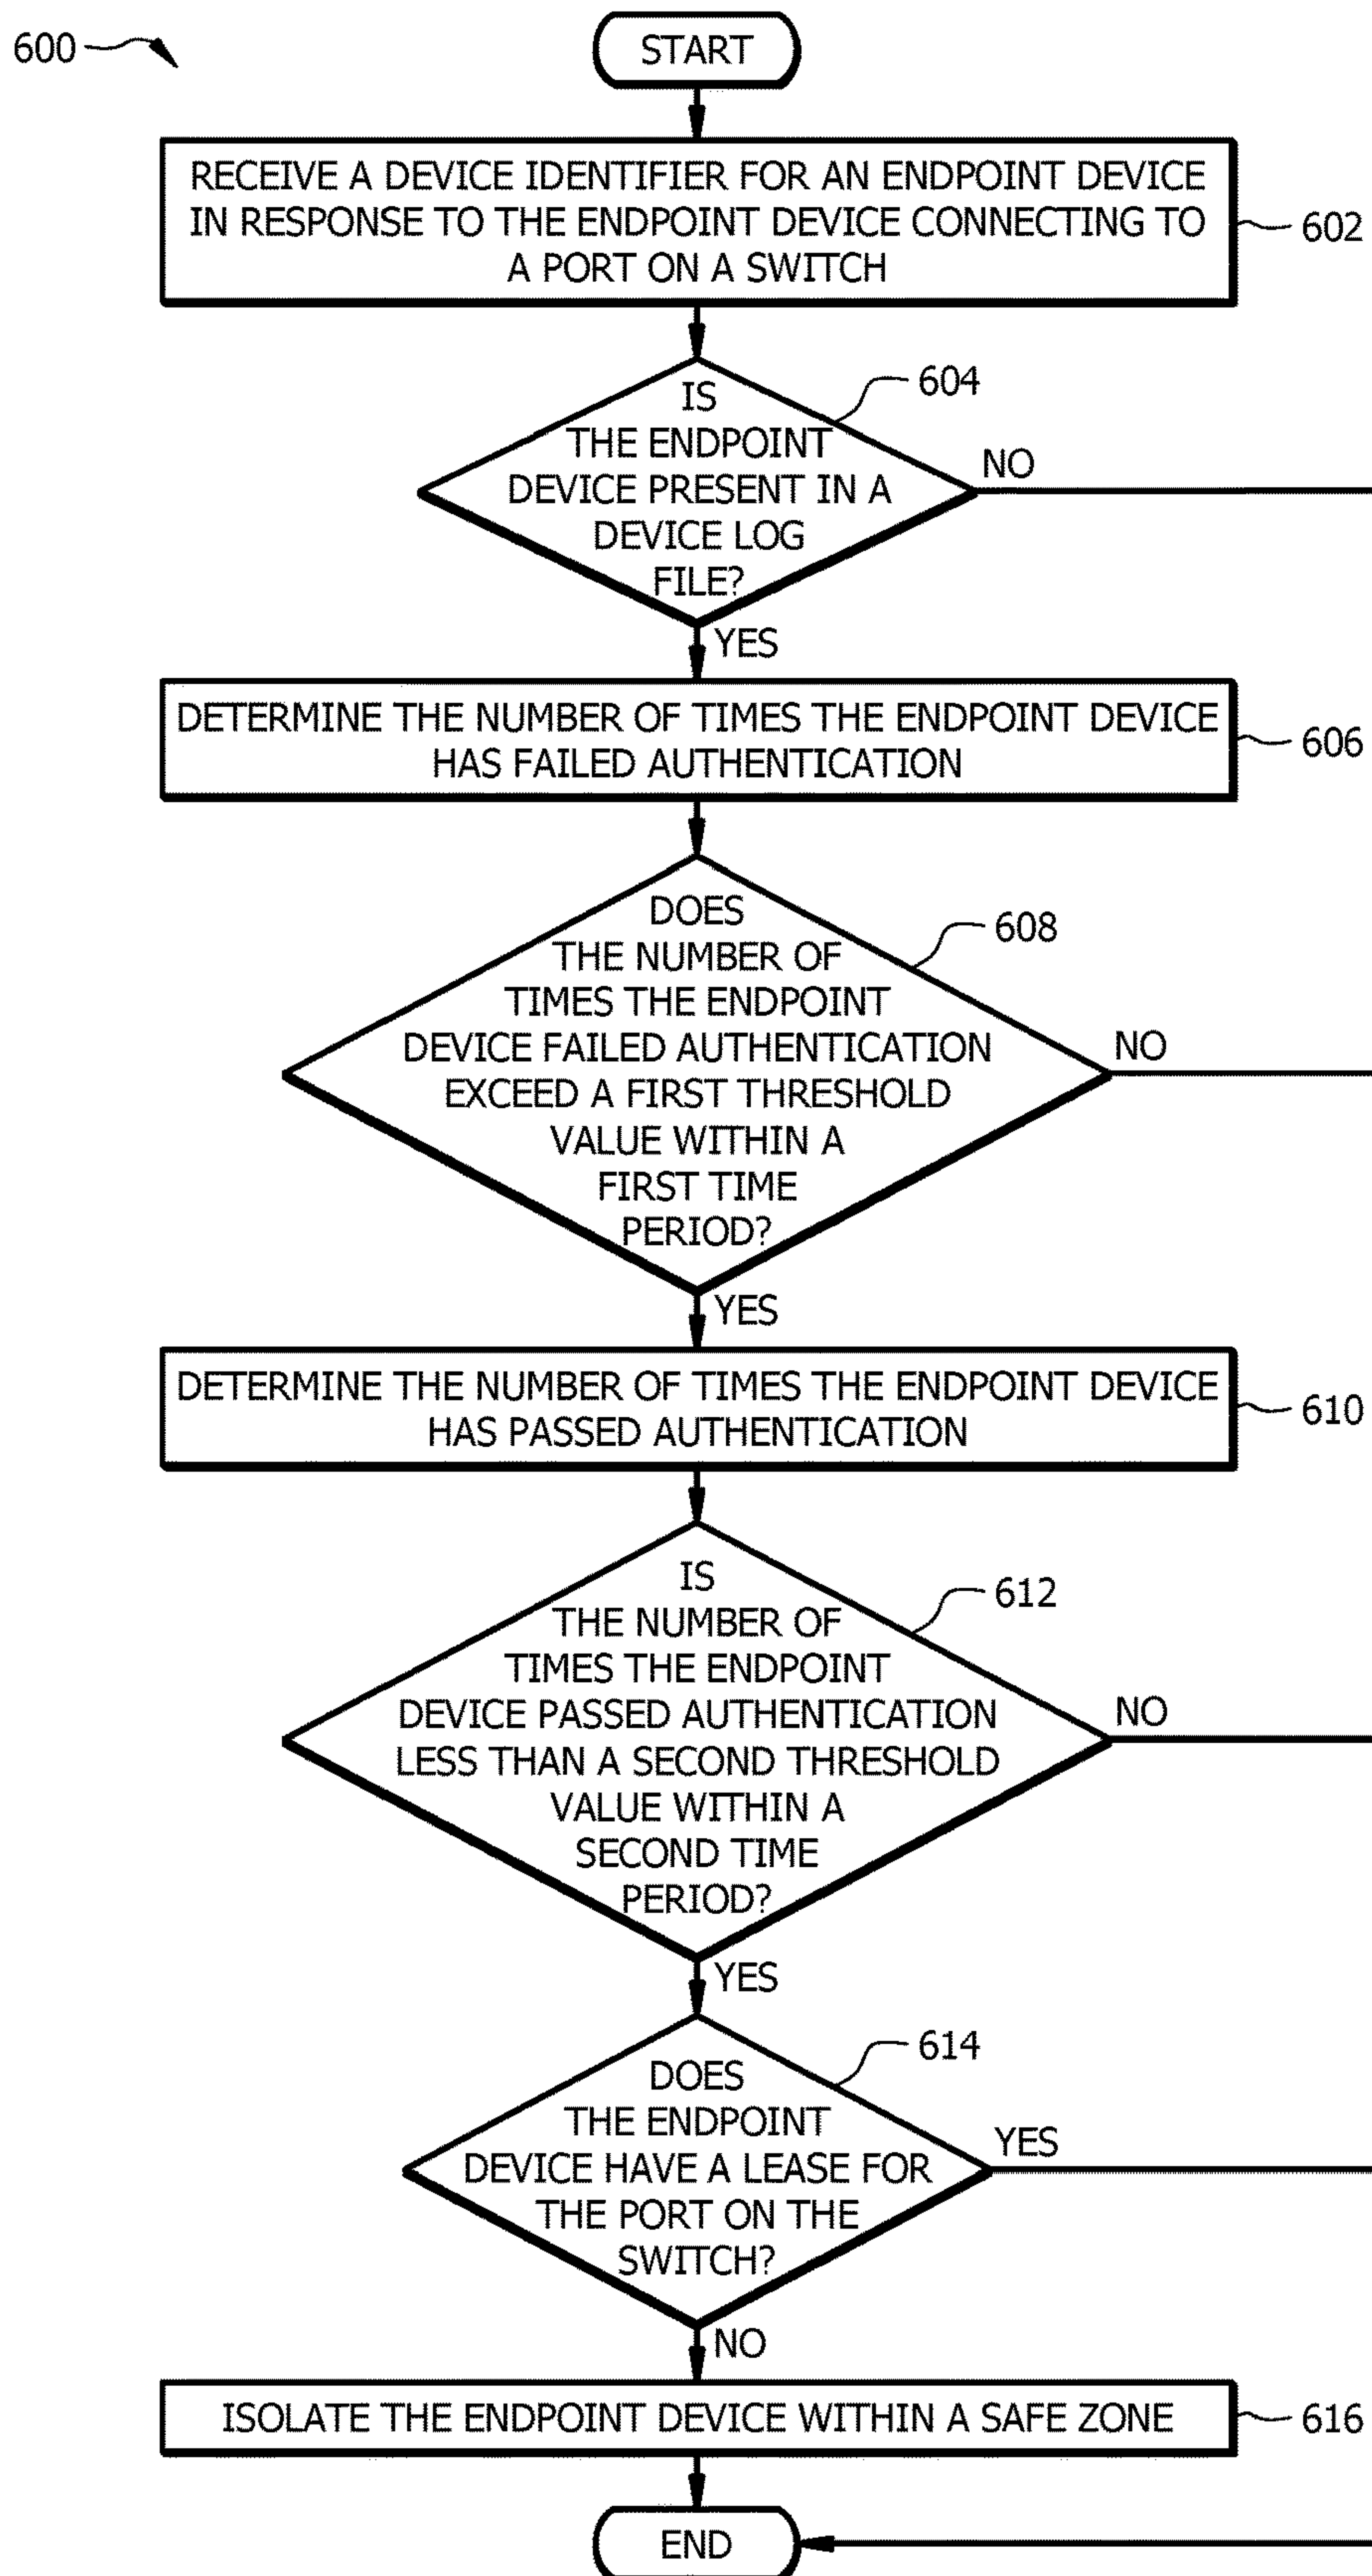 600
START
RECEIVE A DEVICE IDENTIFIER FOR AN ENDPOINT DEVICE
IN RESPONSE TO THE ENDPOINT DEVICE CONNECTING TO
A PORT ON A SWITCH
602
IS
THE ENDPOINT
DEVICE PRESENT IN A
DEVICE LOG
FILE?
604
NO
YES
DETERMINE THE NUMBER OF TIMES THE ENDPOINT DEVICE
HAS FAILED AUTHENTICATION
606
DOES
THE NUMBER OF
TIMES THE ENDPOINT
DEVICE FAILED AUTHENTICATION
EXCEED A FIRST THRESHOLD
VALUE WITHIN A
FIRST TIME
PERIOD?
608
NO
YES
DETERMINE THE NUMBER OF TIMES THE ENDPOINT DEVICE
HAS PASSED AUTHENTICATION
610
IS
THE NUMBER OF
TIMES THE ENDPOINT
DEVICE PASSED AUTHENTICATION
LESS THAN A SECOND THRESHOLD
VALUE WITHIN A
SECOND TIME
PERIOD?
612
NO
YES
DOES
THE ENDPOINT
DEVICE HAVE A LEASE FOR
THE PORT ON THE
SWITCH?
614
YES
NO
ISOLATE THE ENDPOINT DEVICE WITHIN A SAFE ZONE
616
END